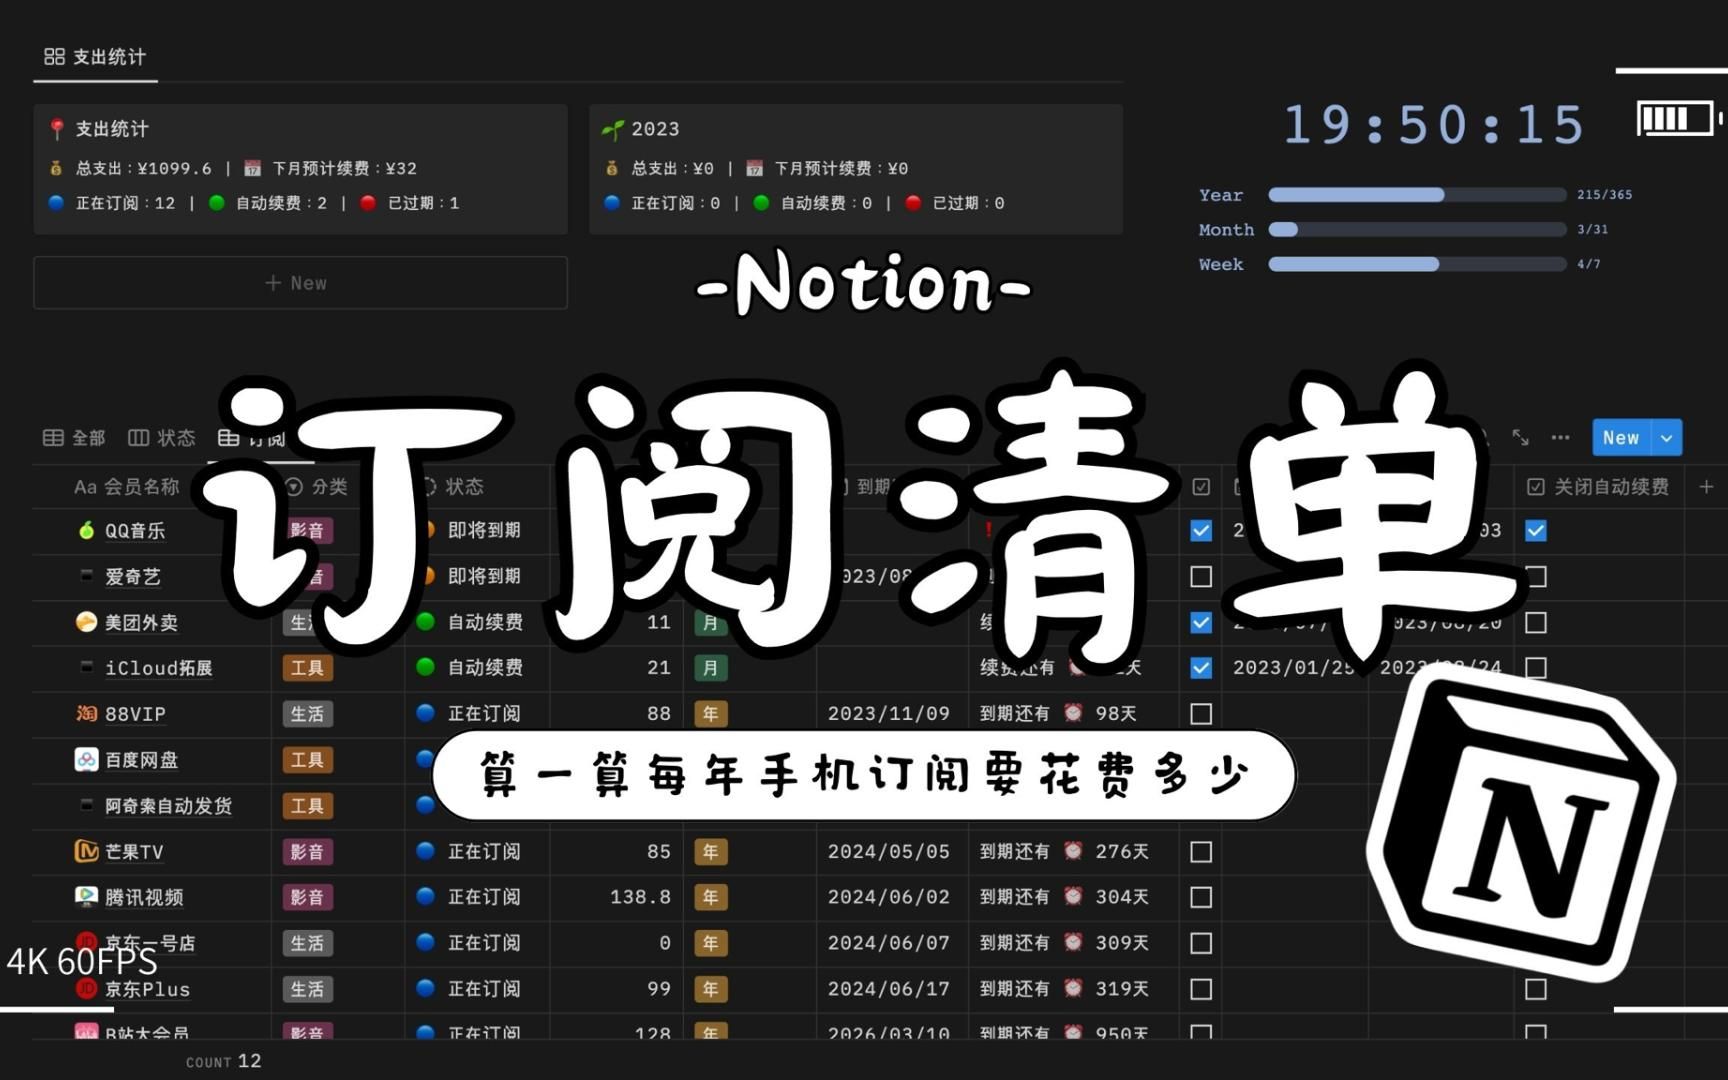 支出统计
支出统计
总支出：¥1099.6 | 下月预计续费：¥32
正在订阅：12 | 自动续费：2 | 已过期：1
2023
总支出：¥0 | 下月预计续费：¥0
正在订阅：0 | 自动续费：0 | 已过期：0
19:50:15
Year 215/365
Month 3/31
Week 4/7
+ New
-Notion-
订阅清单
全部 状态 订阅
New
Aa 会员名称 分类 状态 到期 关闭自动续费 +
QQ音乐 影音 即将到期 03
爱奇艺 音 即将到期 023/08
美团外卖 生 自动续费 11 月
iCloud拓展 工具 自动续费 21 月 续费还有 天 2023/01/25
88VIP 生活 正在订阅 88 年 2023/11/09 到期还有 98天
百度网盘 工具
算一算每年手机订阅要花费多少
阿奇索自动发货 工具
芒果TV 影音 正在订阅 85 年 2024/05/05 到期还有 276天
腾讯视频 影音 正在订阅 138.8 年 2024/06/02 到期还有 304天
京东一号店 生活 正在订阅 0 年 2024/06/07 到期还有 309天
4K 60FPS
京东Plus 生活 正在订阅 99 年 2024/06/17 到期还有 319天
B站大会员 影音 正在订阅 128 年 2026/03/10 到期还有 950天
COUNT 12
N